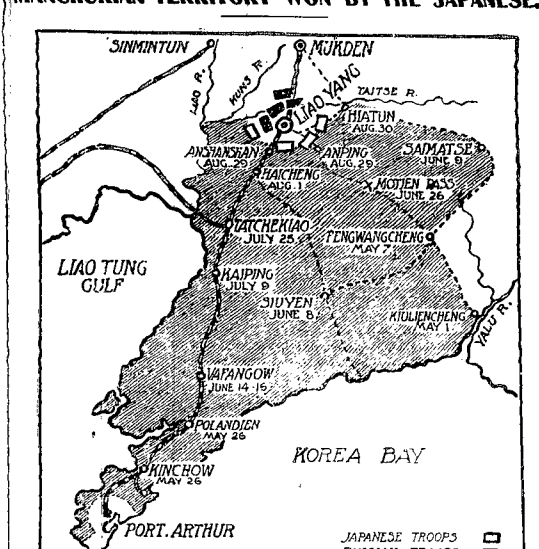 MANCHURIAN TERRITORY WON BY THE JAPANESE.
SINMINTUN
MUKDEN
LIAO R.
HUNS R.
LIAO YANG
TAITSE R.
HIATUN
AUG. 30
ANSHANSHAN
AUG. 29
ANPING
AUG. 29
SAIMATSE
JUNE 9
HAICHENG
AUG. 1
MOTIEN PASS
JUNE 26
TATCHEKIAO
JULY 25
FENGWANGCHENG
MAY 7
LIAO TUNG
GULF
KAIPING
JULY 9
SIUYEN
JUNE 8
KIULIENCHENG
MAY 1
YALU R.
VAFANGOW
JUNE 14-16
POLANDIEN
MAY 26
KOREA BAY
KINCHOW
MAY 26
PORT. ARTHUR
JAPANESE TROOPS
RUSSIAN TROOPS